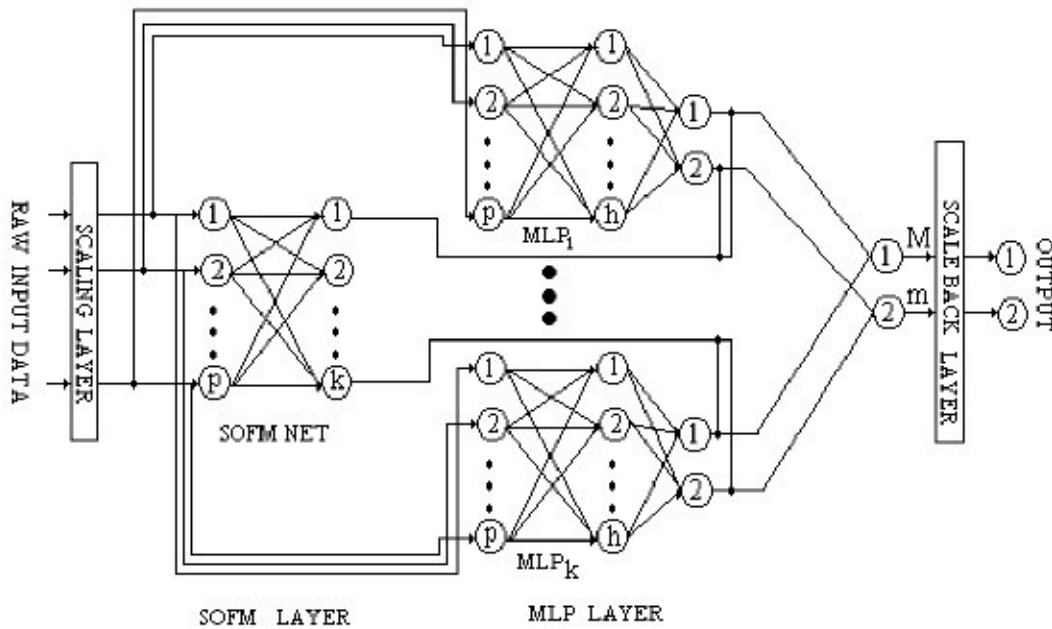 RAW INPUT DATA
SCALING LAYER
1
2
p
1
2
k
SOFM NET
1
2
p
1
2
h
1
2
MLP1
1
2
p
1
2
h
1
2
MLPk
1
2
M
m
SCALE BACK LAYER
1
2
OUTPUT
SOFM LAYER
MLP LAYER